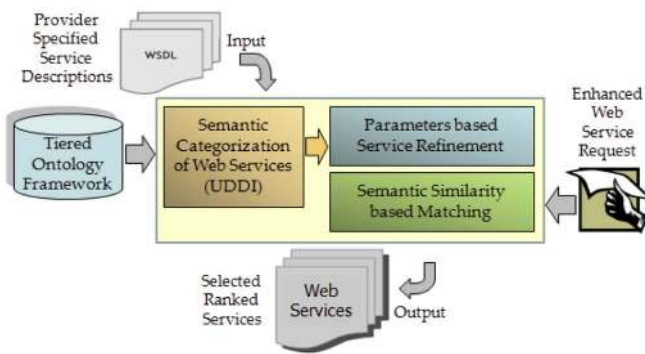 Provider
Specified
Service
Descriptions
WSDL
Input
Tiered
Ontology
Framework
Semantic
Categorization
of Web Services
(UDDI)
Parameters based
Service Refinement
Semantic Similarity
based Matching
Enhanced
Web
Service
Request
Selected
Ranked
Services
Web
Services
Output